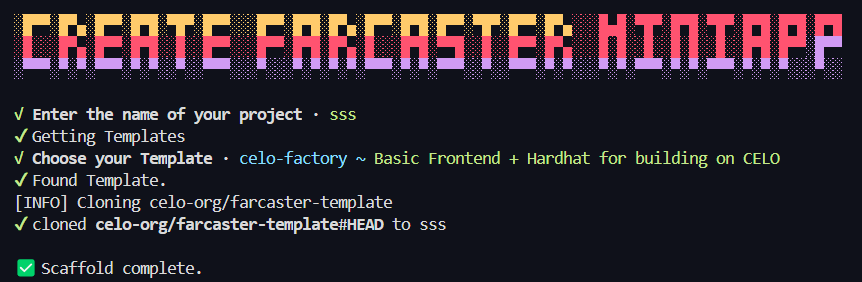 CREATE FARCASTER MINIAPP
√ Enter the name of your project · sss
✔ Getting Templates
√ Choose your Template · celo-factory ~ Basic Frontend + Hardhat for building on CELO
✔ Found Template.
[INFO] Cloning celo-org/farcaster-template
✔ cloned celo-org/farcaster-template#HEAD to sss
✅ Scaffold complete.